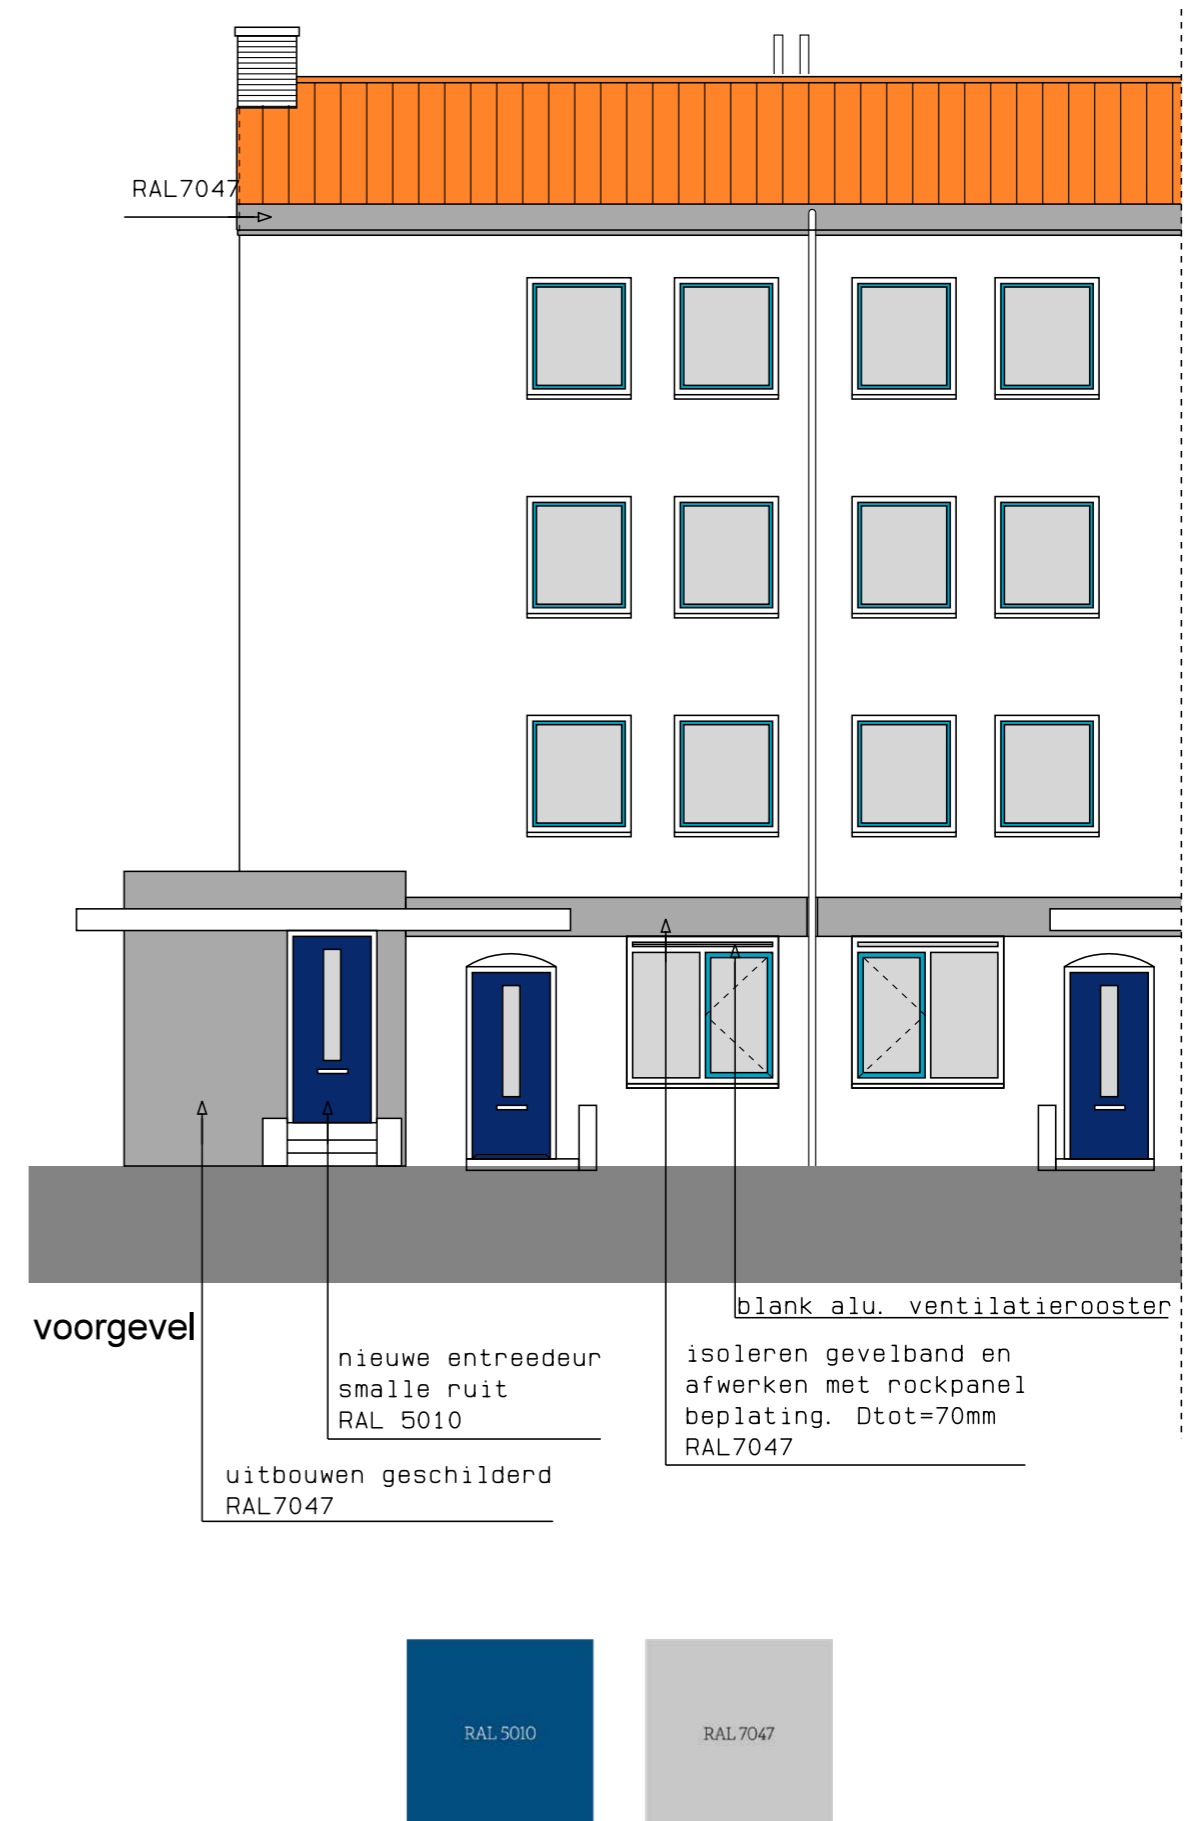 RAL7047
blank alu. ventilatierooster
voorgevel
nieuwe entreedeur
smalle ruit
RAL 5010
isoleren gevelband en
afwerken met rockpanel
beplating. Dtot=70mm
RAL7047
uitbouwen geschilderd
RAL7047
RAL 5010
RAL 7047